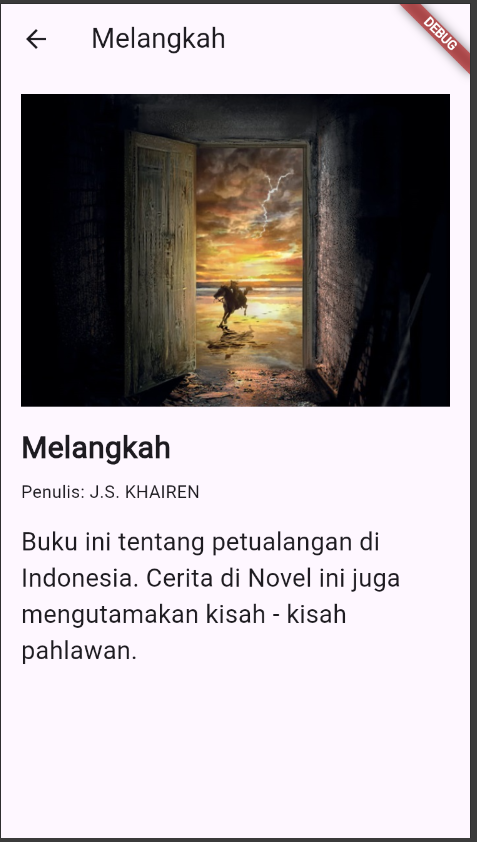 Melangkah
DEBUG
Melangkah
Penulis: J.S. KHAIREN
Buku ini tentang petualangan di
Indonesia. Cerita di Novel ini juga
mengutamakan kisah - kisah
pahlawan.